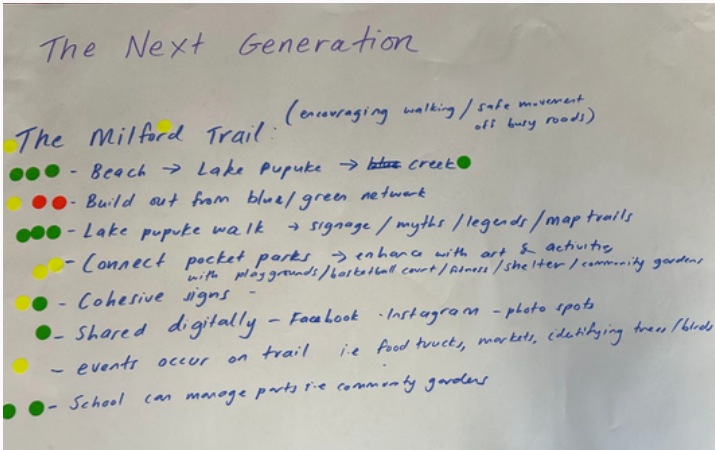 The Next Generation
The Milford Trail: (encouraging walking / safe movement
off busy roads)
- Beach → Lake Pupuke → blue creek
- Build out from blue/green network
- Lake pupuke walk → signage / myths / legends / map trails
- Connect pocket parks → enhance with art & activities
with playgrounds / basketball court / fitness / shelter / community gardens
- Cohesive signs -
- Shared digitally - Facebook - Instagram - photo spots
- events occur on trail i.e food trucks, markets, identifying trees / birds
- School can manage parts i.e community gardens